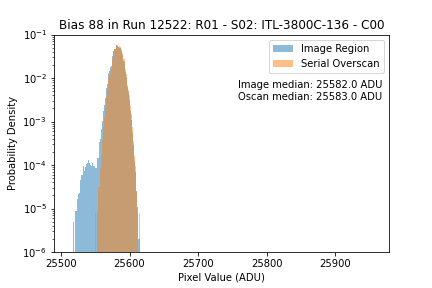 Bias 88 in Run 12522: R01 - S02: ITL-3800C-136 - C00
Image Region
Serial Overscan
Image median: 25582.0 ADU
Oscan median: 25583.0 ADU
Probability Density
10⁻¹
10⁻²
10⁻³
10⁻⁴
10⁻⁵
10⁻⁶
25500 25600 25700 25800 25900
Pixel Value (ADU)